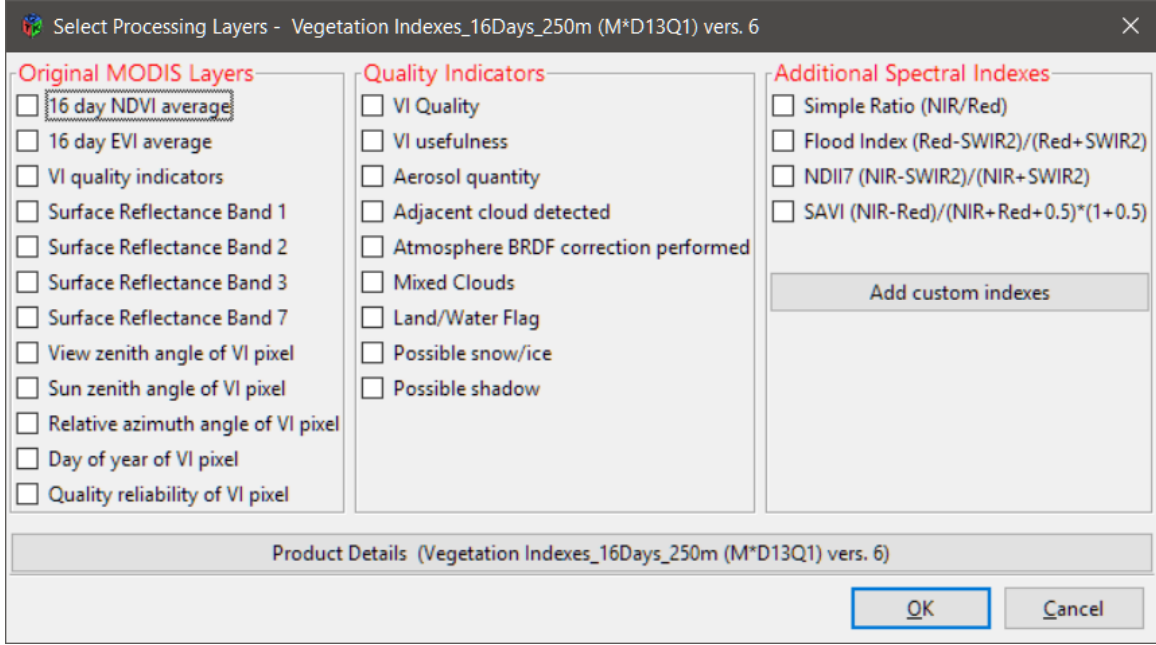 Select Processing Layers - Vegetation Indexes_16Days_250m (M*D13Q1) vers. 6
Original MODIS Layers
16 day NDVI average
16 day EVI average
VI quality indicators
Surface Reflectance Band 1
Surface Reflectance Band 2
Surface Reflectance Band 3
Surface Reflectance Band 7
View zenith angle of VI pixel
Sun zenith angle of VI pixel
Relative azimuth angle of VI pixel
Day of year of VI pixel
Quality reliability of VI pixel
Quality Indicators
VI Quality
VI usefulness
Aerosol quantity
Adjacent cloud detected
Atmosphere BRDF correction performed
Mixed Clouds
Land/Water Flag
Possible snow/ice
Possible shadow
Additional Spectral Indexes
Simple Ratio (NIR/Red)
Flood Index (Red-SWIR2)/(Red+SWIR2)
NDII7 (NIR-SWIR2)/(NIR+SWIR2)
SAVI (NIR-Red)/(NIR+Red+0.5)*(1+0.5)
Add custom indexes
Product Details (Vegetation Indexes_16Days_250m (M*D13Q1) vers. 6)
OK
Cancel